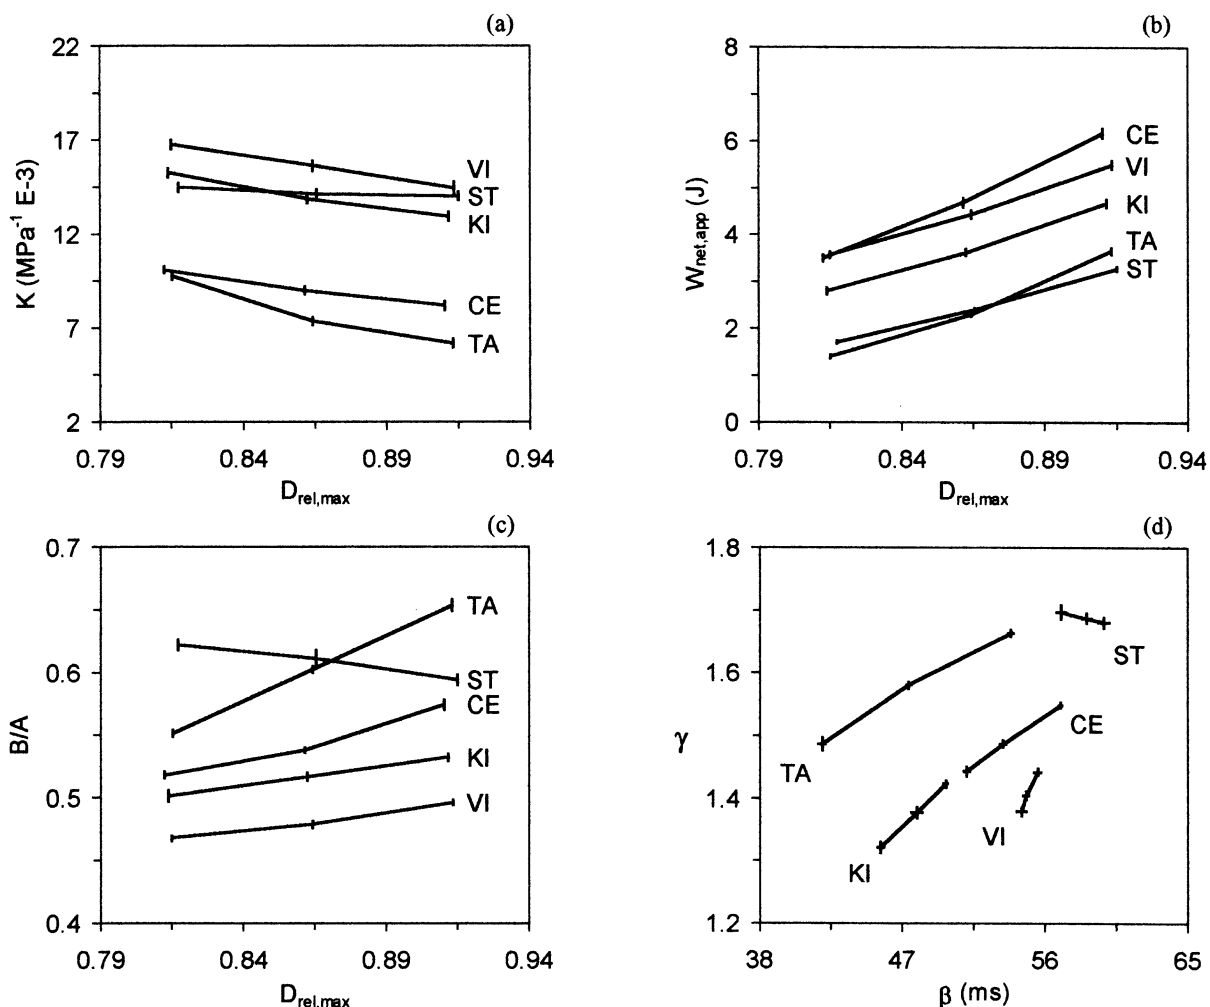 (a)
22
17
12
7
2
K (MPa⁻¹ E-3)
VI
ST
KI
CE
TA
0.79 0.84 0.89 0.94
D_rel,max
(b)
8
6
4
2
0
W_net,app (J)
CE
VI
KI
TA
ST
0.79 0.84 0.89 0.94
D_rel,max
(c)
0.7
0.6
0.5
0.4
B/A
TA
ST
CE
KI
VI
0.79 0.84 0.89 0.94
D_rel,max
(d)
1.8
1.6
1.4
1.2
γ
ST
CE
TA
VI
KI
38 47 56 65
β (ms)